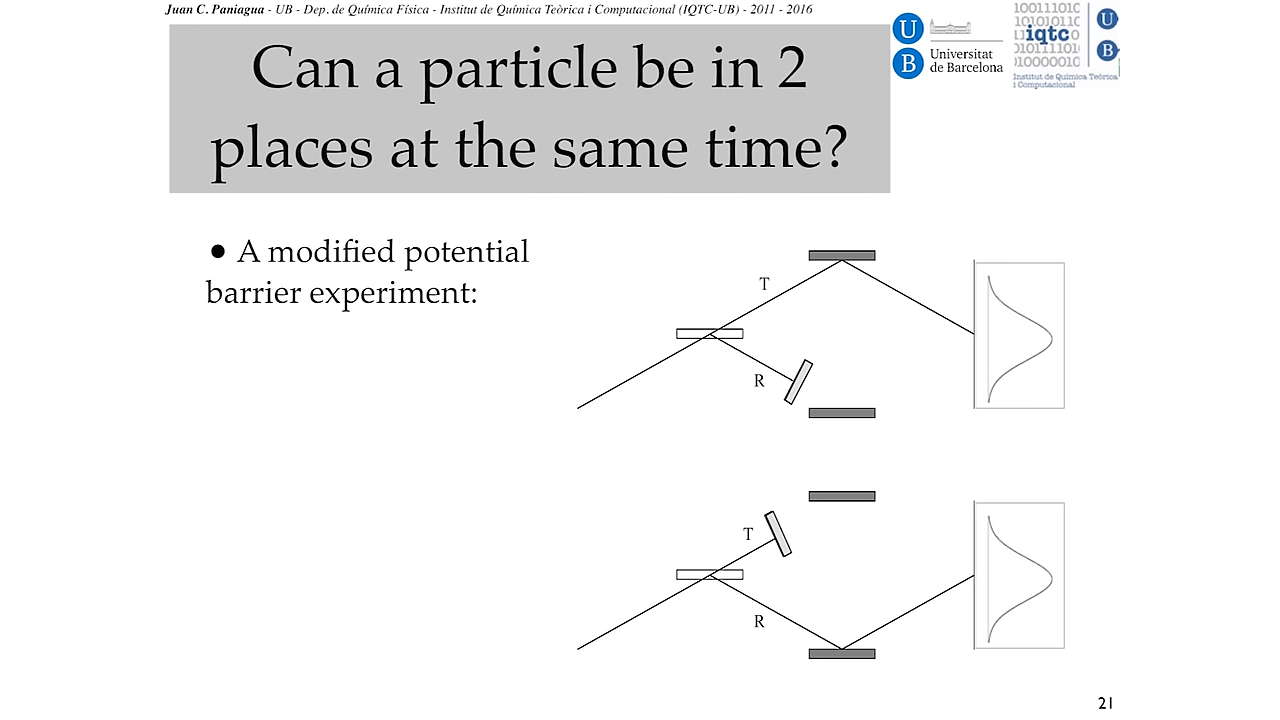 Juan C. Paniagua - UB - Dep. de Química Física - Institut de Química Teòrica i Computacional (IQTC-UB) - 2011 - 2016
Can a particle be in 2
places at the same time?
U
B
Universitat
de Barcelona
iqtc
U
B
Institut de Química Teòrica
i Computacional
• A modified potential
barrier experiment:
T
R
T
R
21